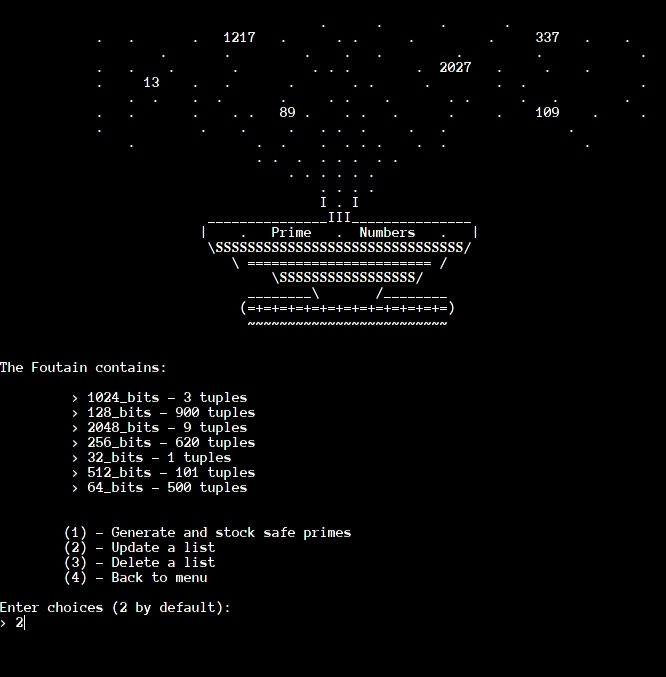 1217 337
2027
13
89 109
I . I
_______________III_______________
| . Prime . Numbers . |
\SSSSSSSSSSSSSSSSSSSSSSSSSSSSSSS/
\ ======================= /
\SSSSSSSSSSSSSSSSS/
________\ /________
(=+=+=+=+=+=+=+=+=+=+=+=+=)
~~~~~~~~~~~~~~~~~~~~~~~~~
The Foutain contains:
> 1024_bits – 3 tuples
> 128_bits – 900 tuples
> 2048_bits – 9 tuples
> 256_bits – 620 tuples
> 32_bits – 1 tuples
> 512_bits – 101 tuples
> 64_bits – 500 tuples
(1) – Generate and stock safe primes
(2) – Update a list
(3) – Delete a list
(4) – Back to menu
Enter choices (2 by default):
> 2